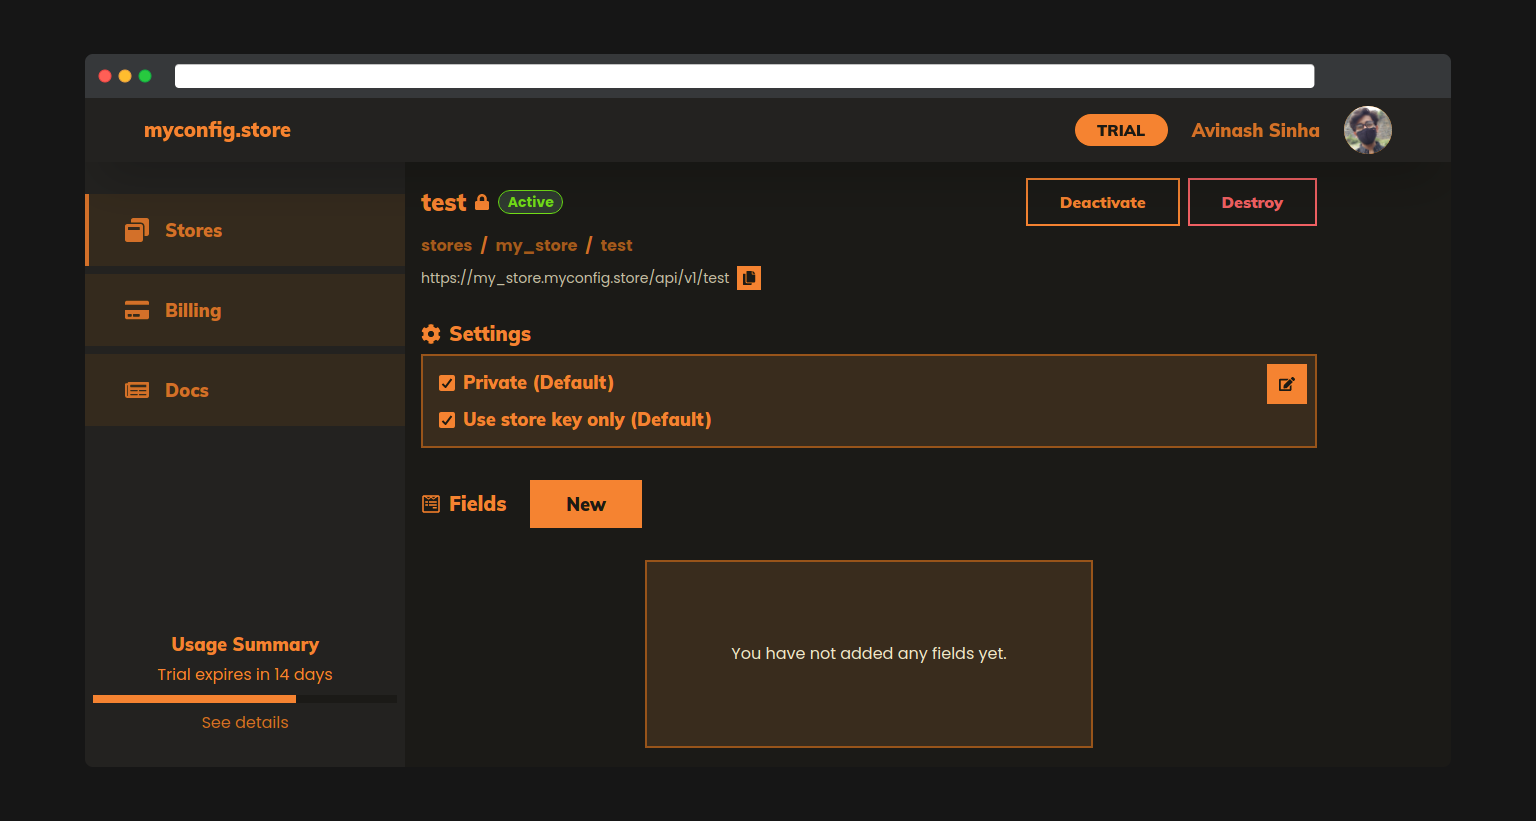 myconfig.store
TRIAL
Avinash Sinha
Stores
Billing
Docs
Usage Summary
Trial expires in 14 days
See details
test Active
Deactivate
Destroy
stores / my_store / test
https://my_store.myconfig.store/api/v1/test
Settings
Private (Default)
Use store key only (Default)
Fields
New
You have not added any fields yet.